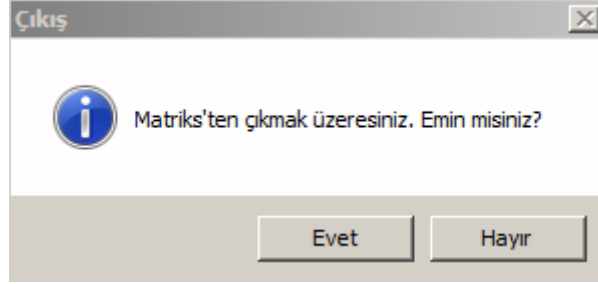 Çıkış
Matriks'ten çıkmak üzeresiniz. Emin misiniz?
Evet
Hayır